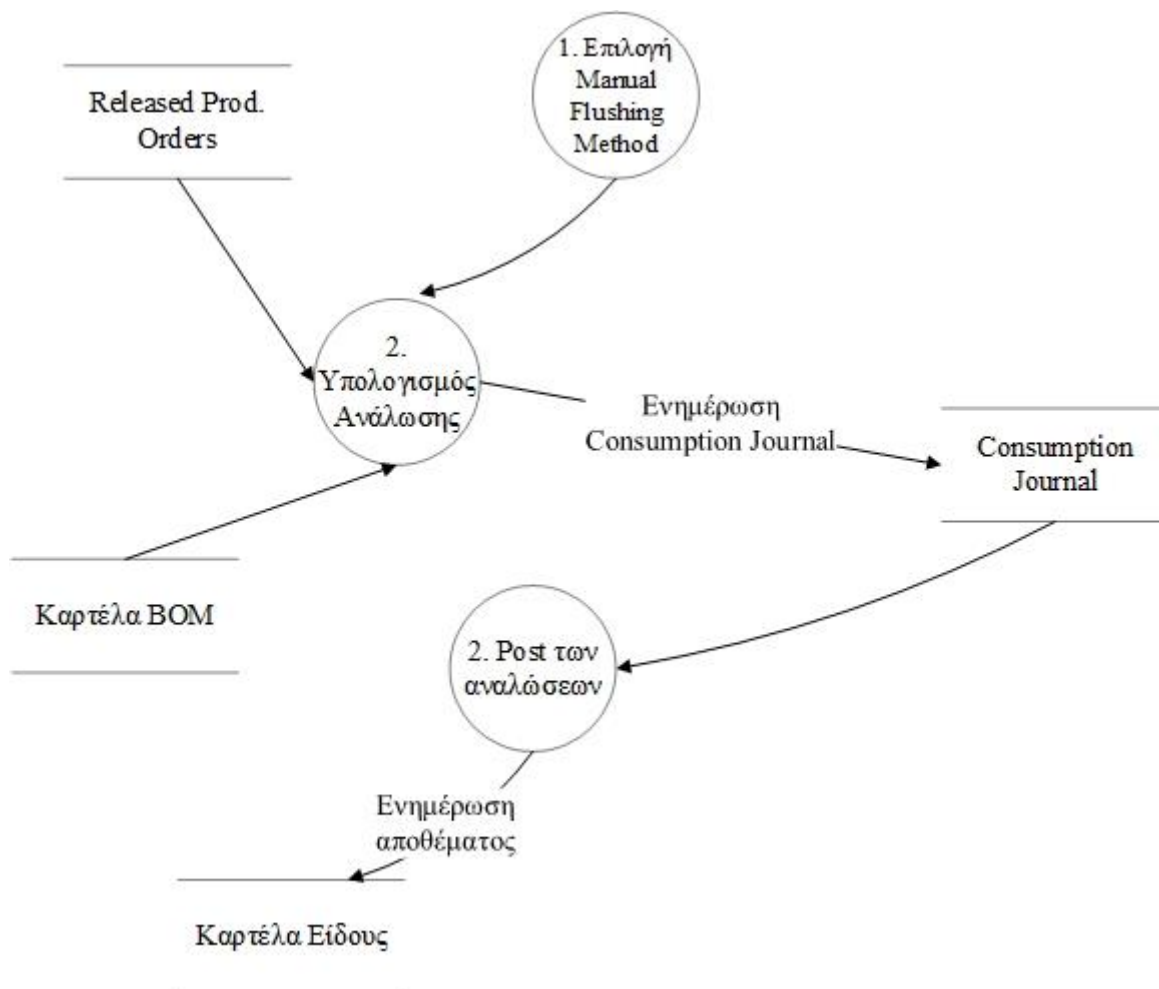 1. Επιλογή
Manual
Flushing
Method
Released Prod.
Orders
2.
Υπολογισμός
Ανάλωσης
Ενημέρωση
Consumption Journal
Consumption
Journal
Καρτέλα BOM
2. Post των
αναλώσεων
Ενημέρωση
αποθέματος
Καρτέλα Είδους